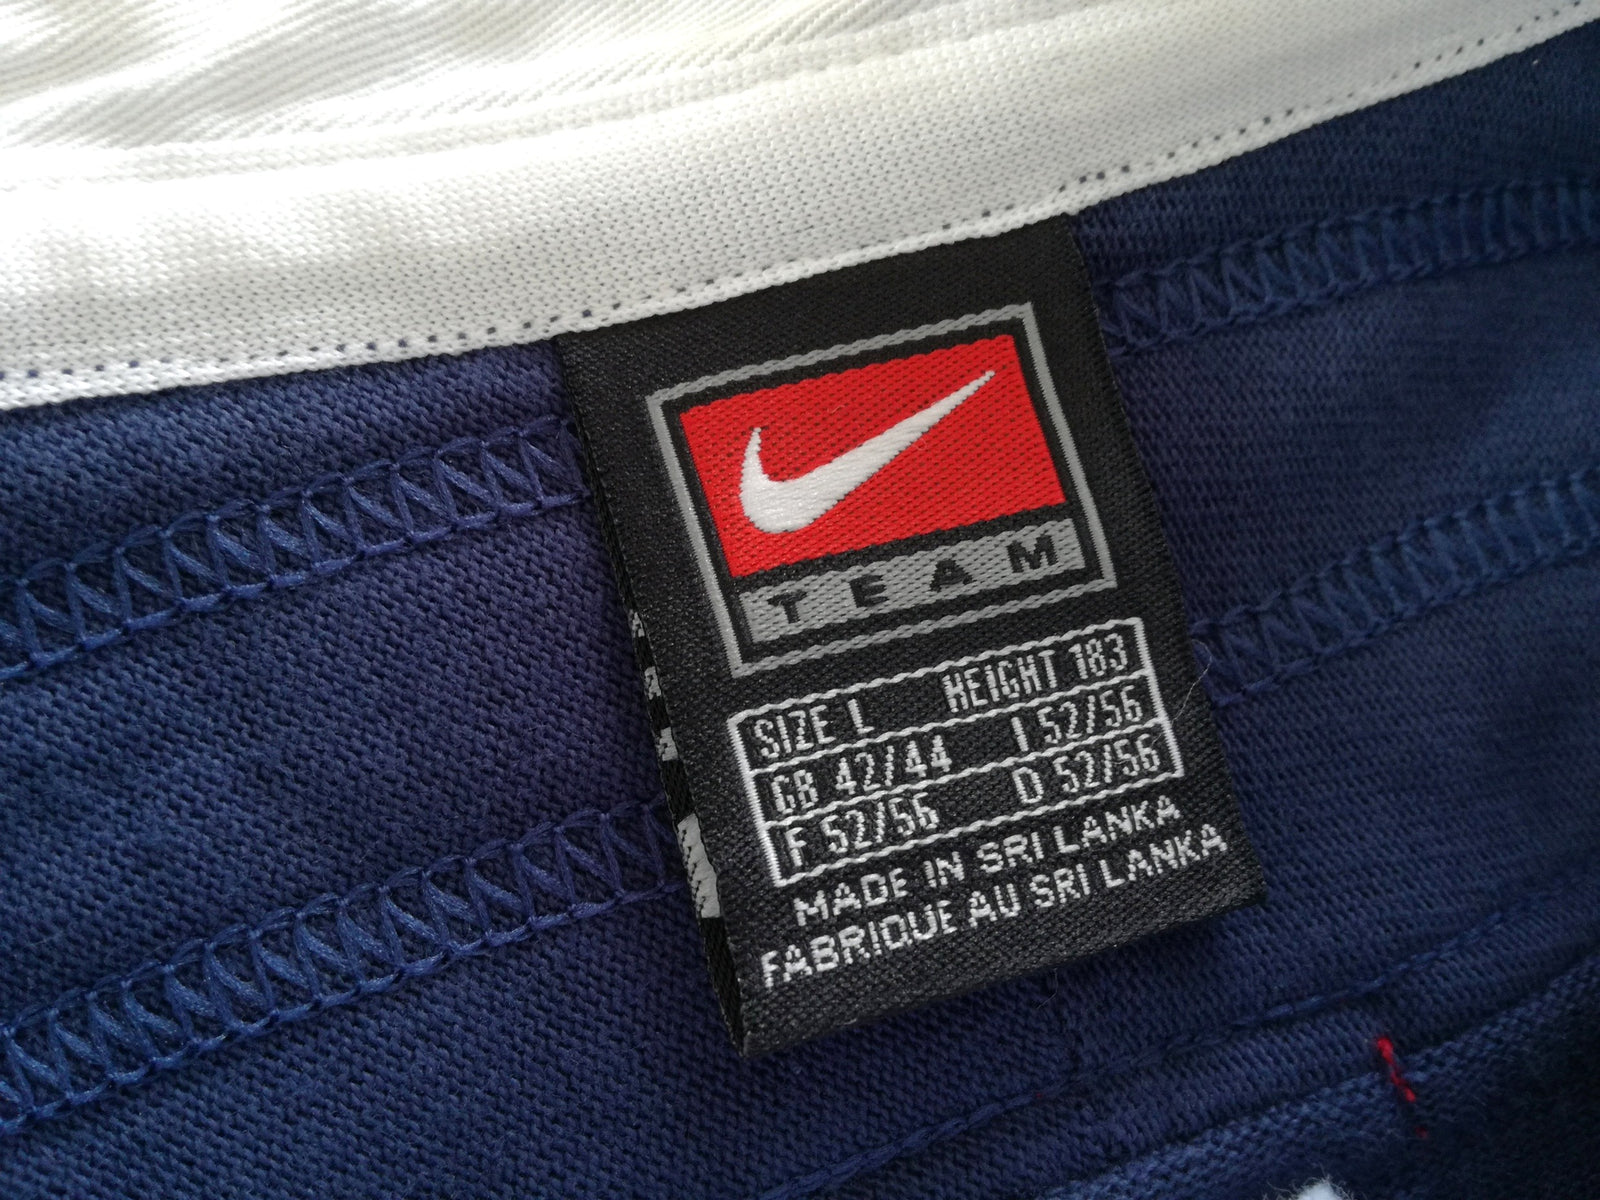 TEAM
SIZE L HEIGHT 183
GB 42/44 I 52/56
F 52/56 D 52/56
MADE IN SRI LANKA
FABRIQUE AU SRI LANKA